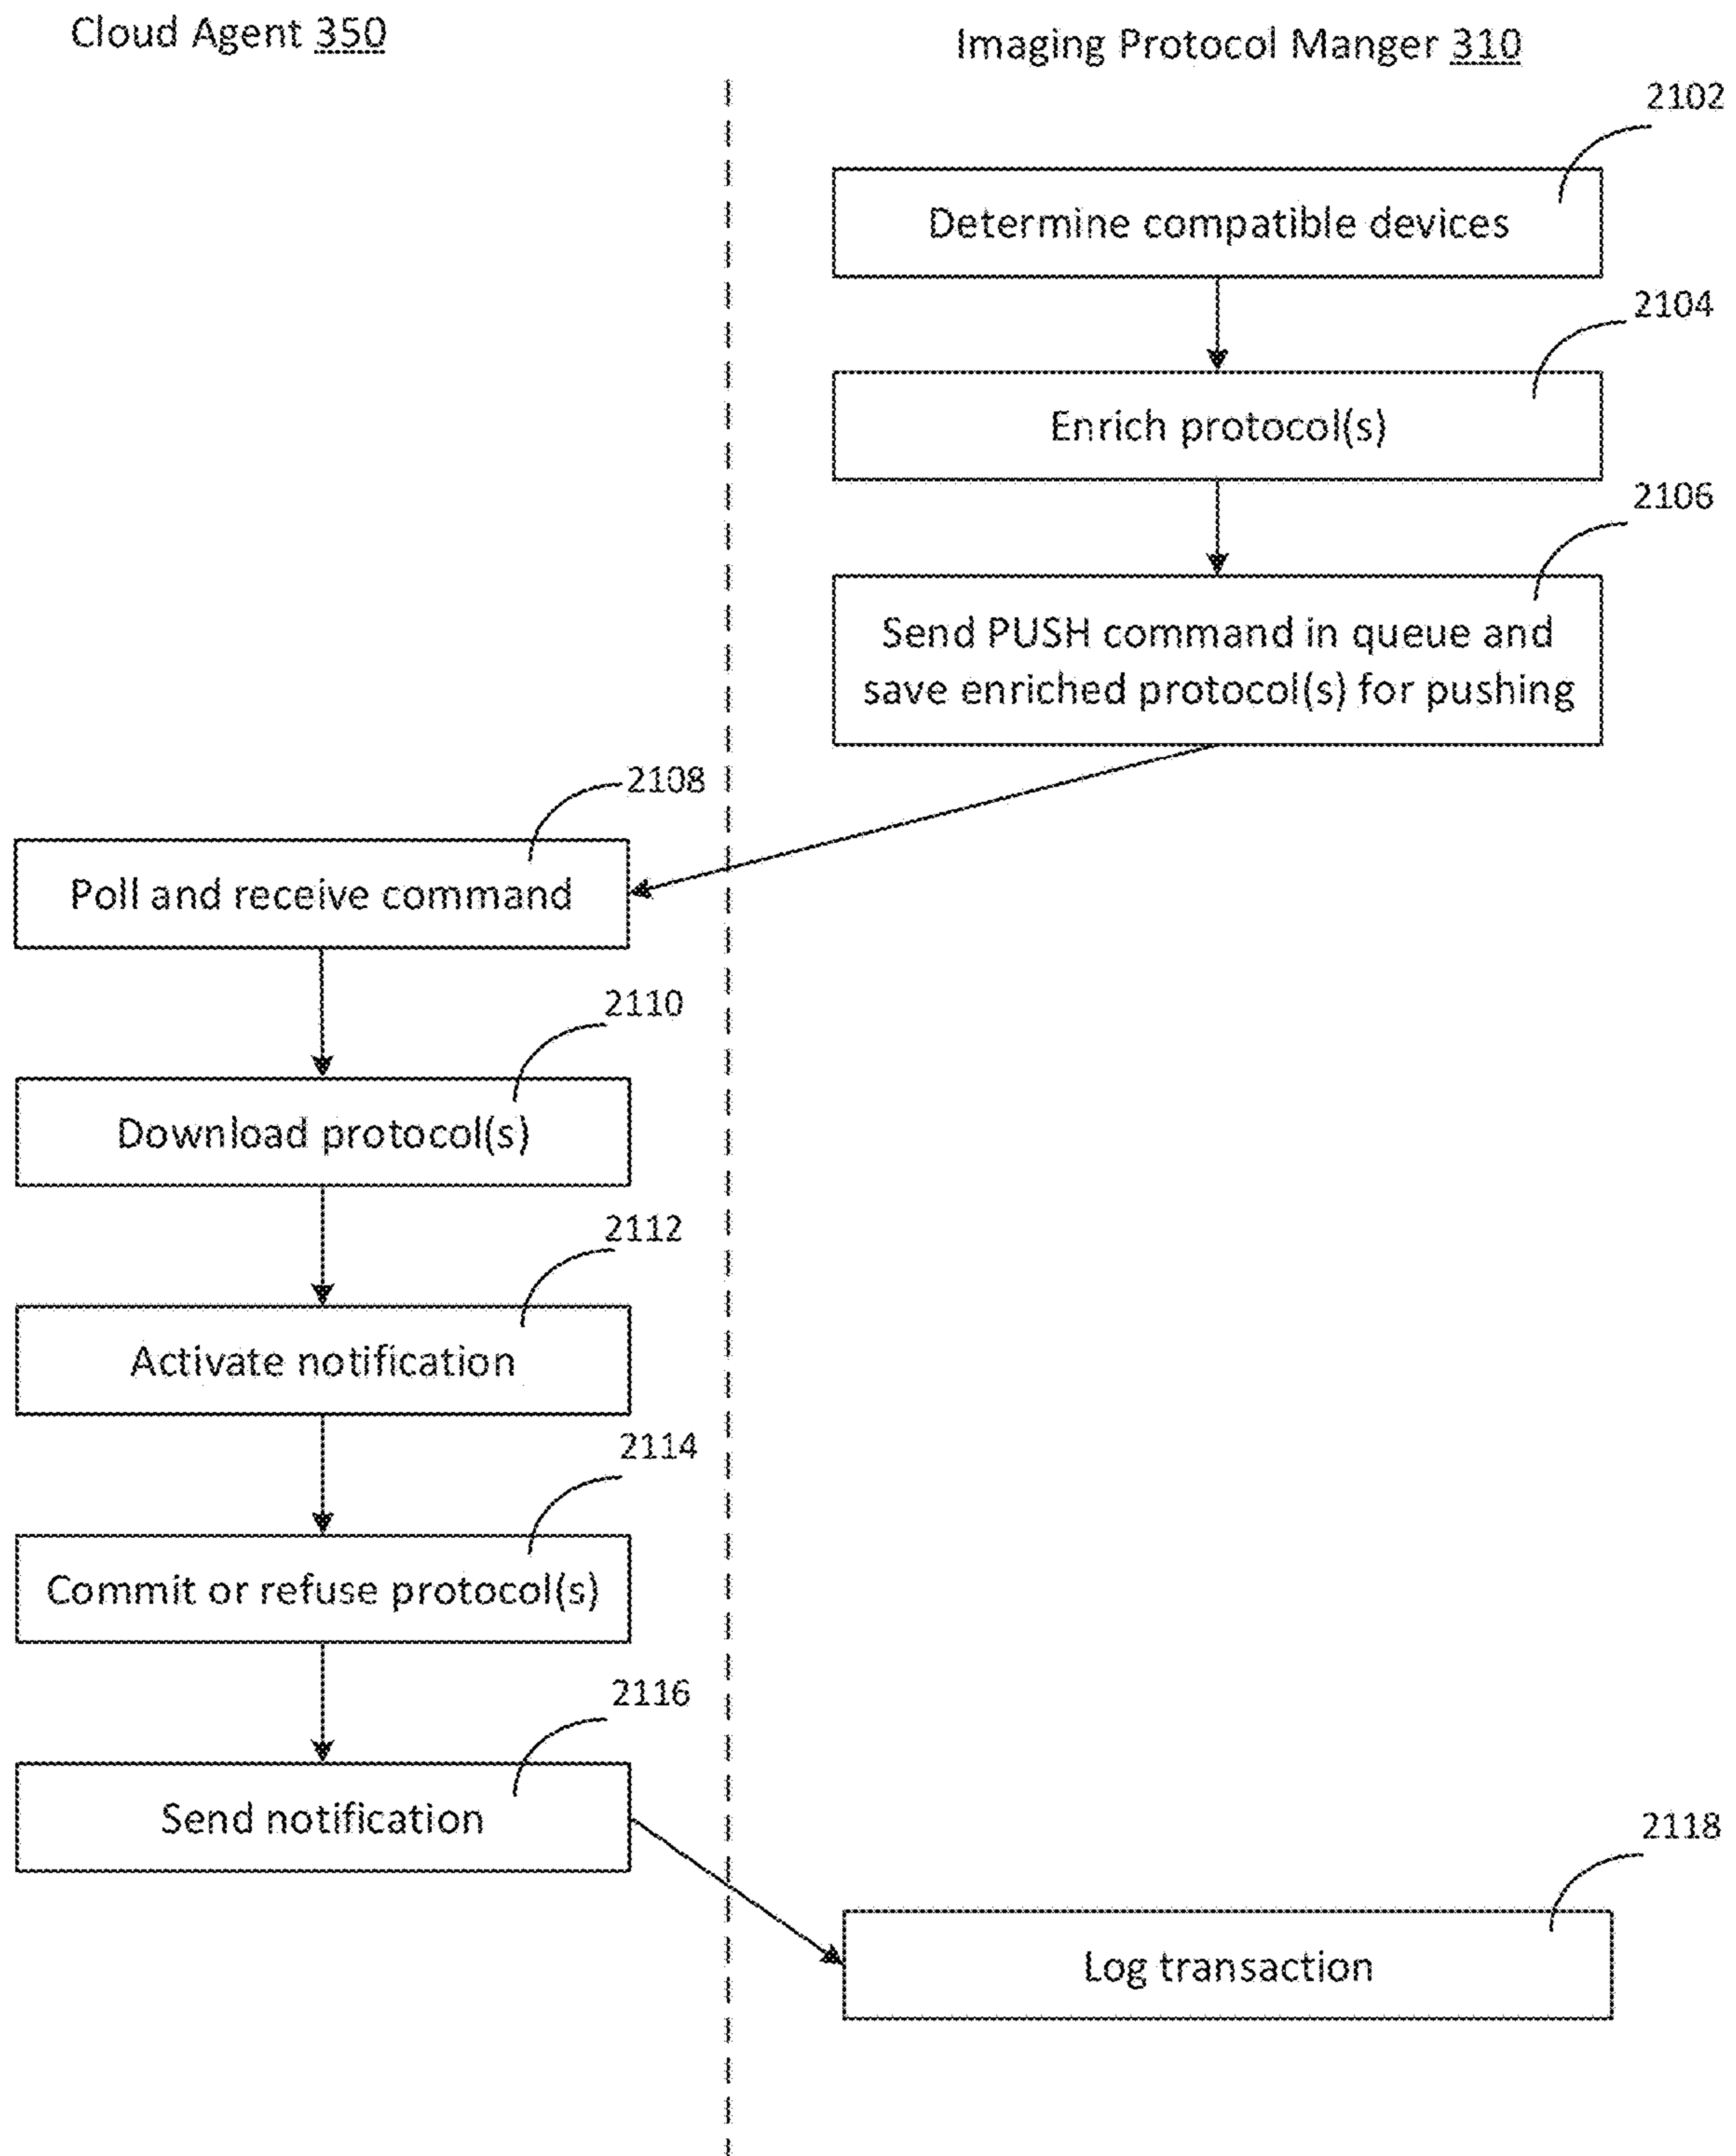 Cloud Agent 350
Imaging Protocol Manger 310
2102
Determine compatible devices
2104
Enrich protocol(s)
2106
Send PUSH command in queue and
save enriched protocol(s) for pushing
2108
Poll and receive command
2110
Download protocol(s)
2112
Activate notification
2114
Commit or refuse protocol(s)
2116
Send notification
2118
Log transaction